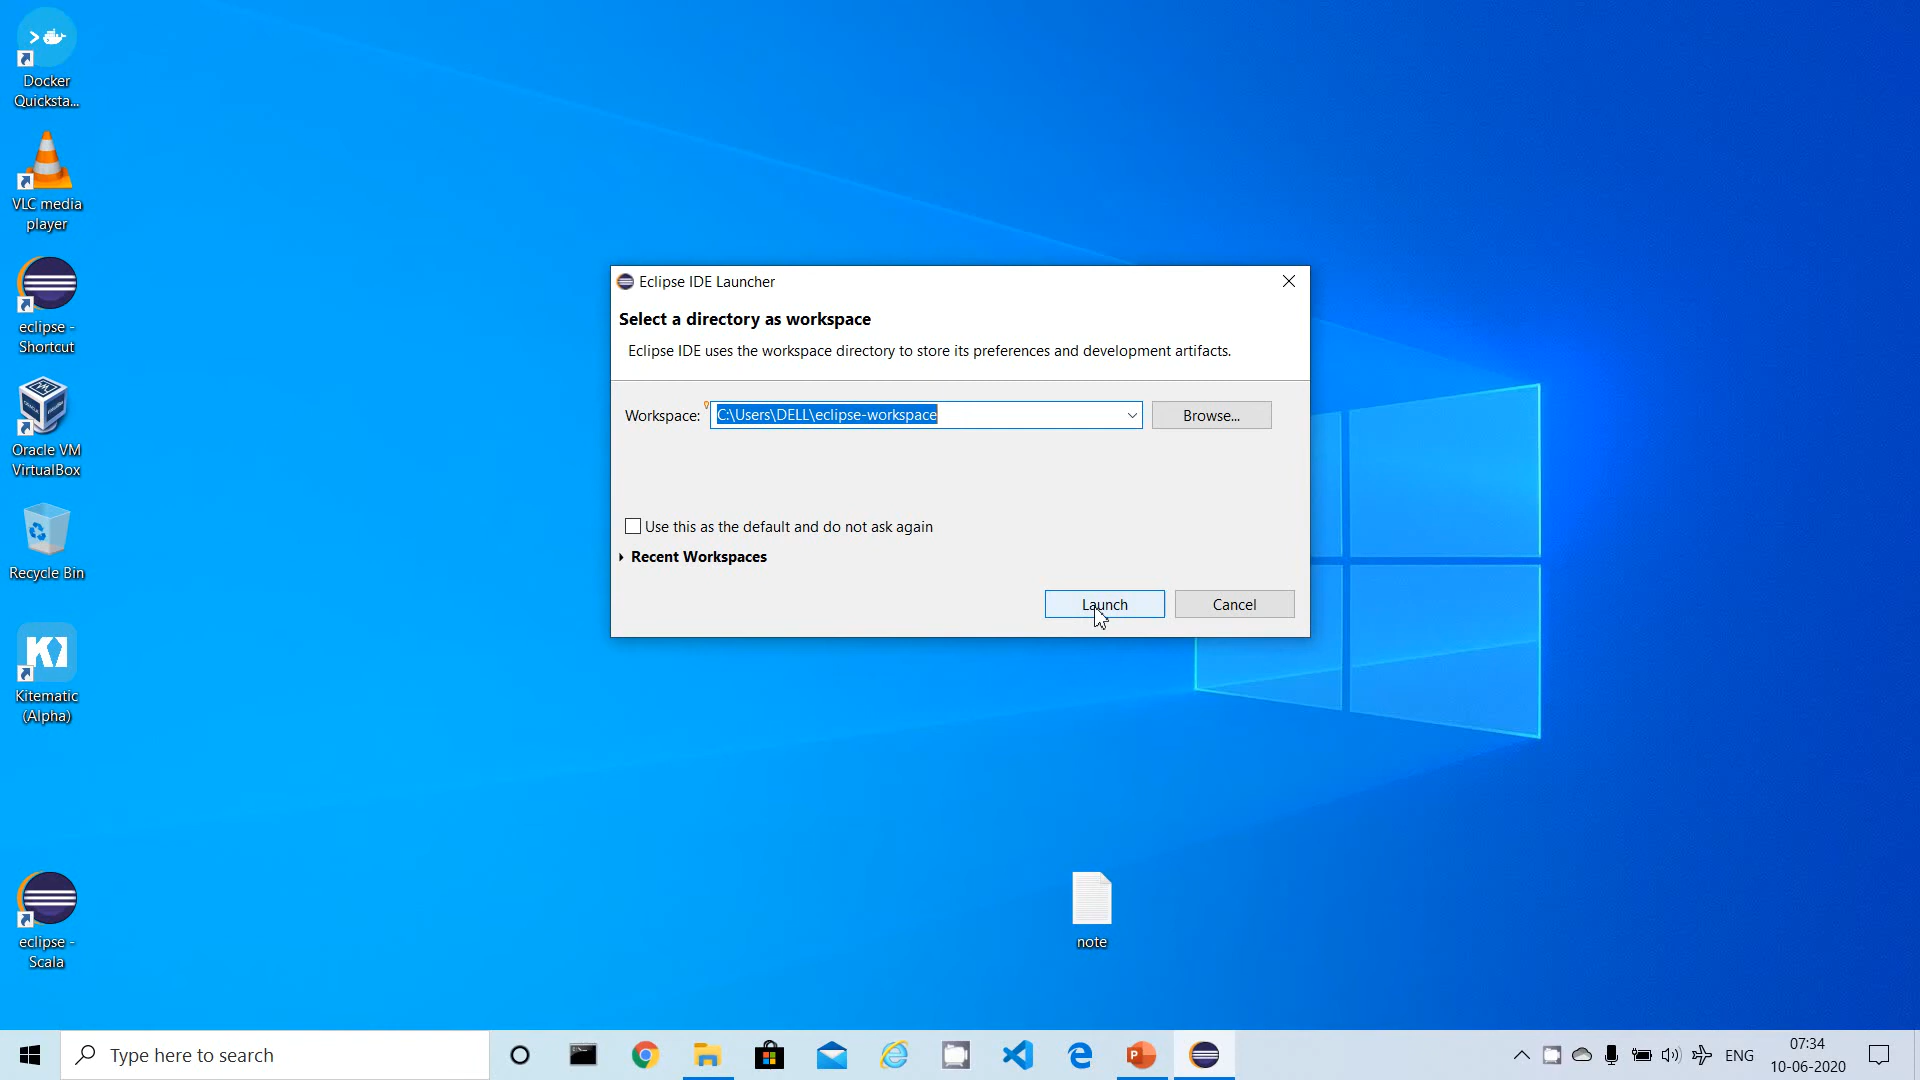 Docker
Quicksta...
VLC media
player
eclipse -
Shortcut
Oracle VM
VirtualBox
Recycle Bin
Kitematic
(Alpha)
eclipse -
Scala
Eclipse IDE Launcher
Select a directory as workspace
Eclipse IDE uses the workspace directory to store its preferences and development artifacts.
Workspace: C:\Users\DELL\eclipse-workspace Browse...
Use this as the default and do not ask again
Recent Workspaces
Launch Cancel
note
Type here to search
ENG
07:34
10-06-2020